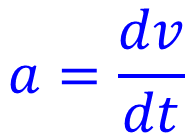 a = dv/dt